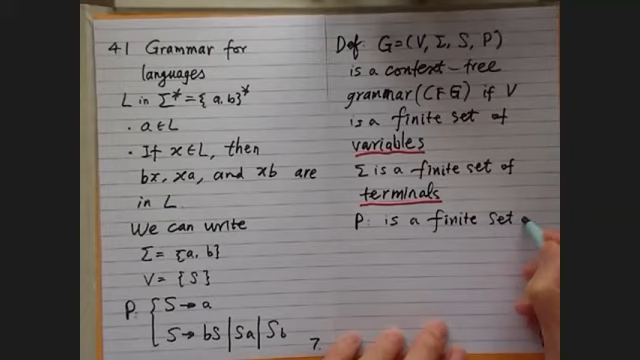 4.1 Grammar for
languages
L in Σ* = {a, b}*
· a ∈ L
· If x ∈ L, then
bx, xa, and xb are
in L.
We can write
Σ = {a, b}
V = {S}
P: { S → a
S → bS | Sa | Sb
7.
Def: G = (V, Σ, S, P)
is a context-free
grammar (CFG) if V
is a finite set of
variables
Σ is a finite set of
terminals
P: is a finite set